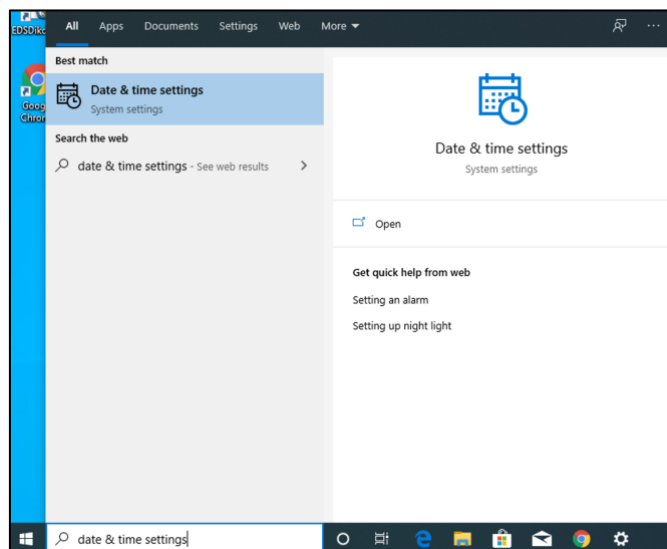 All Apps Documents Settings Web More
EDSDike
Goog
Chron
Best match
Date & time settings
System settings
Search the web
date & time settings - See web results
Date & time settings
System settings
Open
Get quick help from web
Setting an alarm
Setting up night light
date & time settings